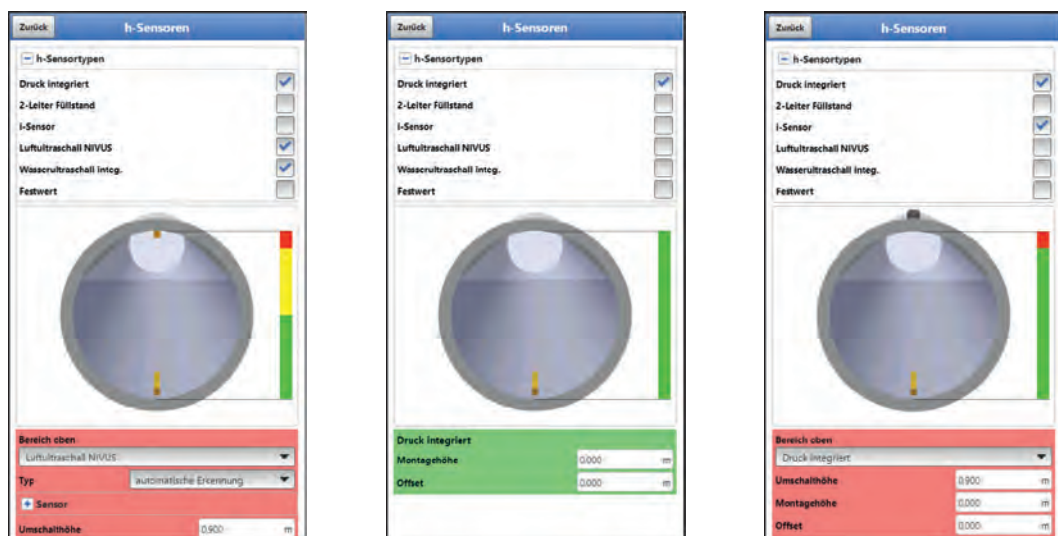 Zurück h-Sensoren
h-Sensortypen
Druck integriert
2-Leiter Füllstand
i-Sensor
Luftultraschall NIVUS
Wasserultraschall integ.
Festwert
Bereich oben
Luftultraschall NIVUS
Typ automatische Erkennung
Sensor
Umschalthöhe 0,900 m
Zurück h-Sensoren
h-Sensortypen
Druck integriert
2-Leiter Füllstand
i-Sensor
Luftultraschall NIVUS
Wasserultraschall integ.
Festwert
Druck integriert
Montagehöhe 0,000 m
Offset 0,000 m
Zurück h-Sensoren
h-Sensortypen
Druck integriert
2-Leiter Füllstand
i-Sensor
Luftultraschall NIVUS
Wasserultraschall integ.
Festwert
Bereich oben
Druck integriert
Umschalthöhe 0,900 m
Montagehöhe 0,000 m
Offset 0,000 m